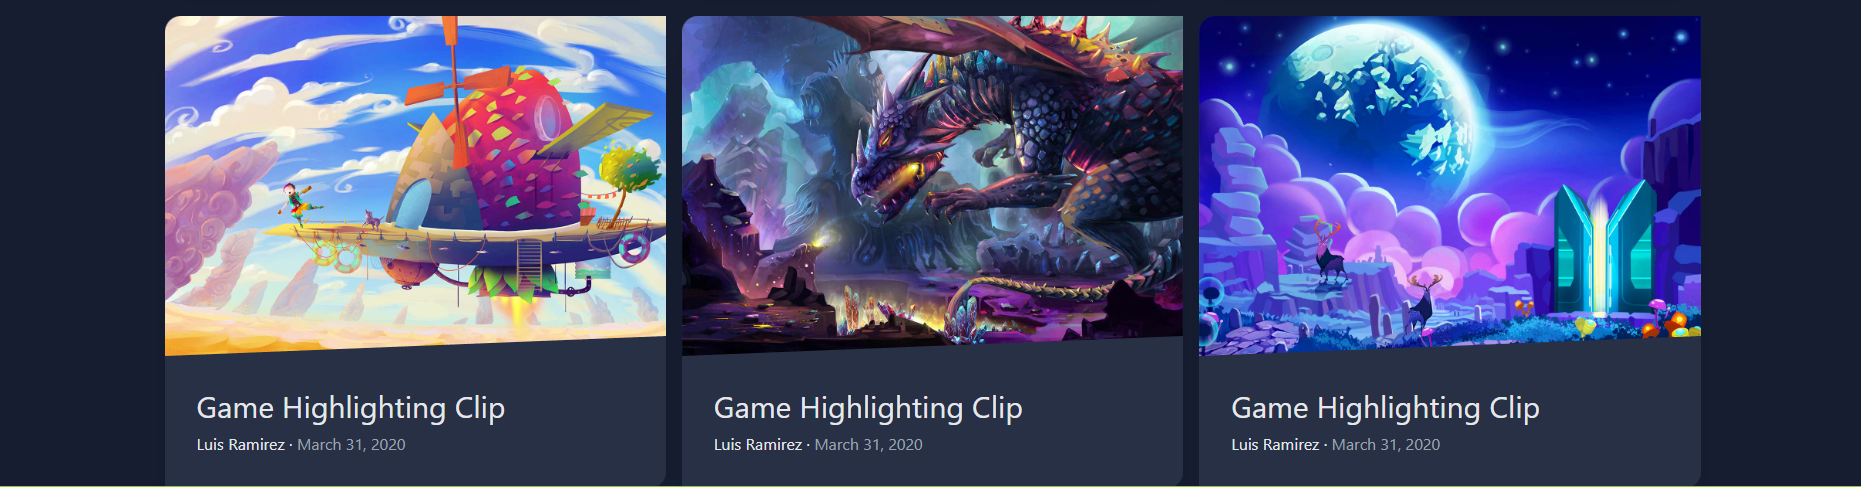 Game Highlighting Clip
Luis Ramirez · March 31, 2020
Game Highlighting Clip
Luis Ramirez · March 31, 2020
Game Highlighting Clip
Luis Ramirez · March 31, 2020